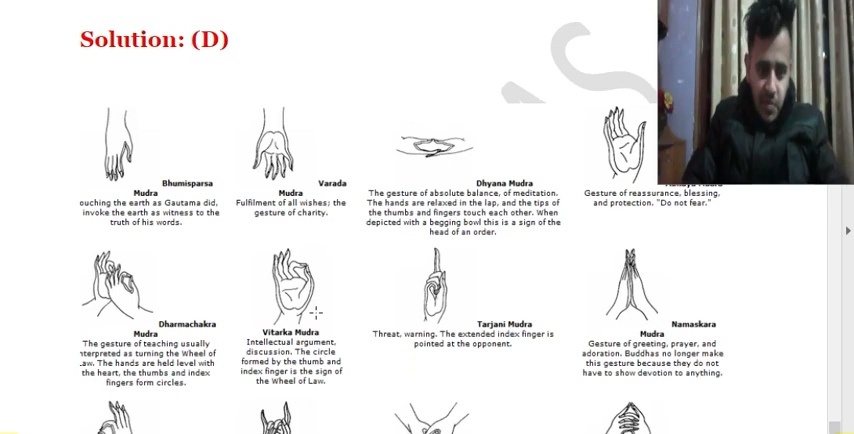 Solution: (D)
Bhumisparsa
Mudra
ouching the earth as Gautama did,
invoke the earth as witness to the
truth of his words.
Varada
Mudra
Fulfilment of all wishes; the
gesture of charity.
Dhyana Mudra
The gesture of absolute balance, of meditation.
The hands are relaxed in the lap, and the tips of
the thumbs and fingers touch each other. When
depicted with a begging bowl this is a sign of the
head of an order.
Gesture of reassurance, blessing,
and protection. "Do not fear."
Dharmachakra
Mudra
The gesture of teaching usually
nterpreted as turning the Wheel of
aw. The hands are held level with
the heart, the thumbs and index
fingers form circles.
Vitarka Mudra
Intellectual argument,
discussion. The circle
formed by the thumb and
index finger is the sign of
the Wheel of Law.
Tarjani Mudra
Threat, warning. The extended index finger is
pointed at the opponent.
Namaskara
Mudra
Gesture of greeting, prayer, and
adoration. Buddhas no longer make
this gesture because they do not
have to show devotion to anything.